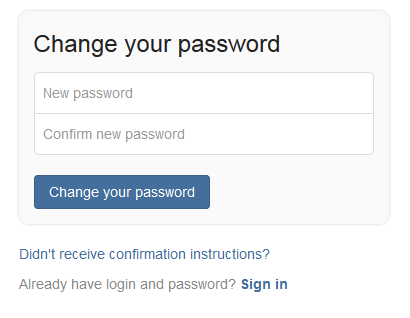 Change your password
New password
Confirm new password
Change your password
Didn't receive confirmation instructions?
Already have login and password? Sign in